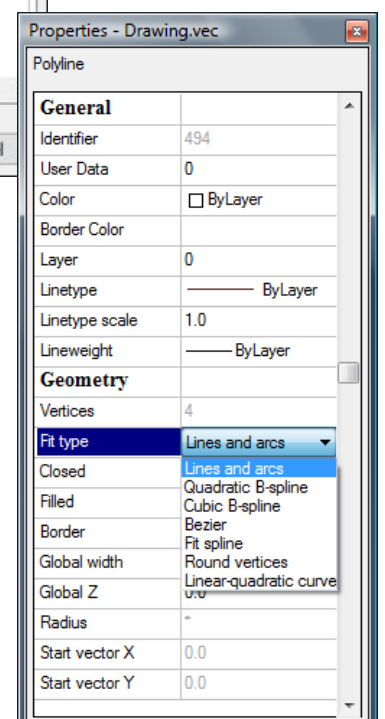 Properties - Drawing.vec
Polyline
General
Identifier 494
User Data 0
Color ByLayer
Border Color
Layer 0
Linetype ByLayer
Linetype scale 1.0
Lineweight ByLayer
Geometry
Vertices 4
Fit type Lines and arcs
Closed Lines and arcs
Quadratic B-spline
Filled Cubic B-spline
Border Bezier
Fit spline
Global width Round vertices
Linear-quadratic curve
Global Z 0.0
Radius *
Start vector X 0.0
Start vector Y 0.0